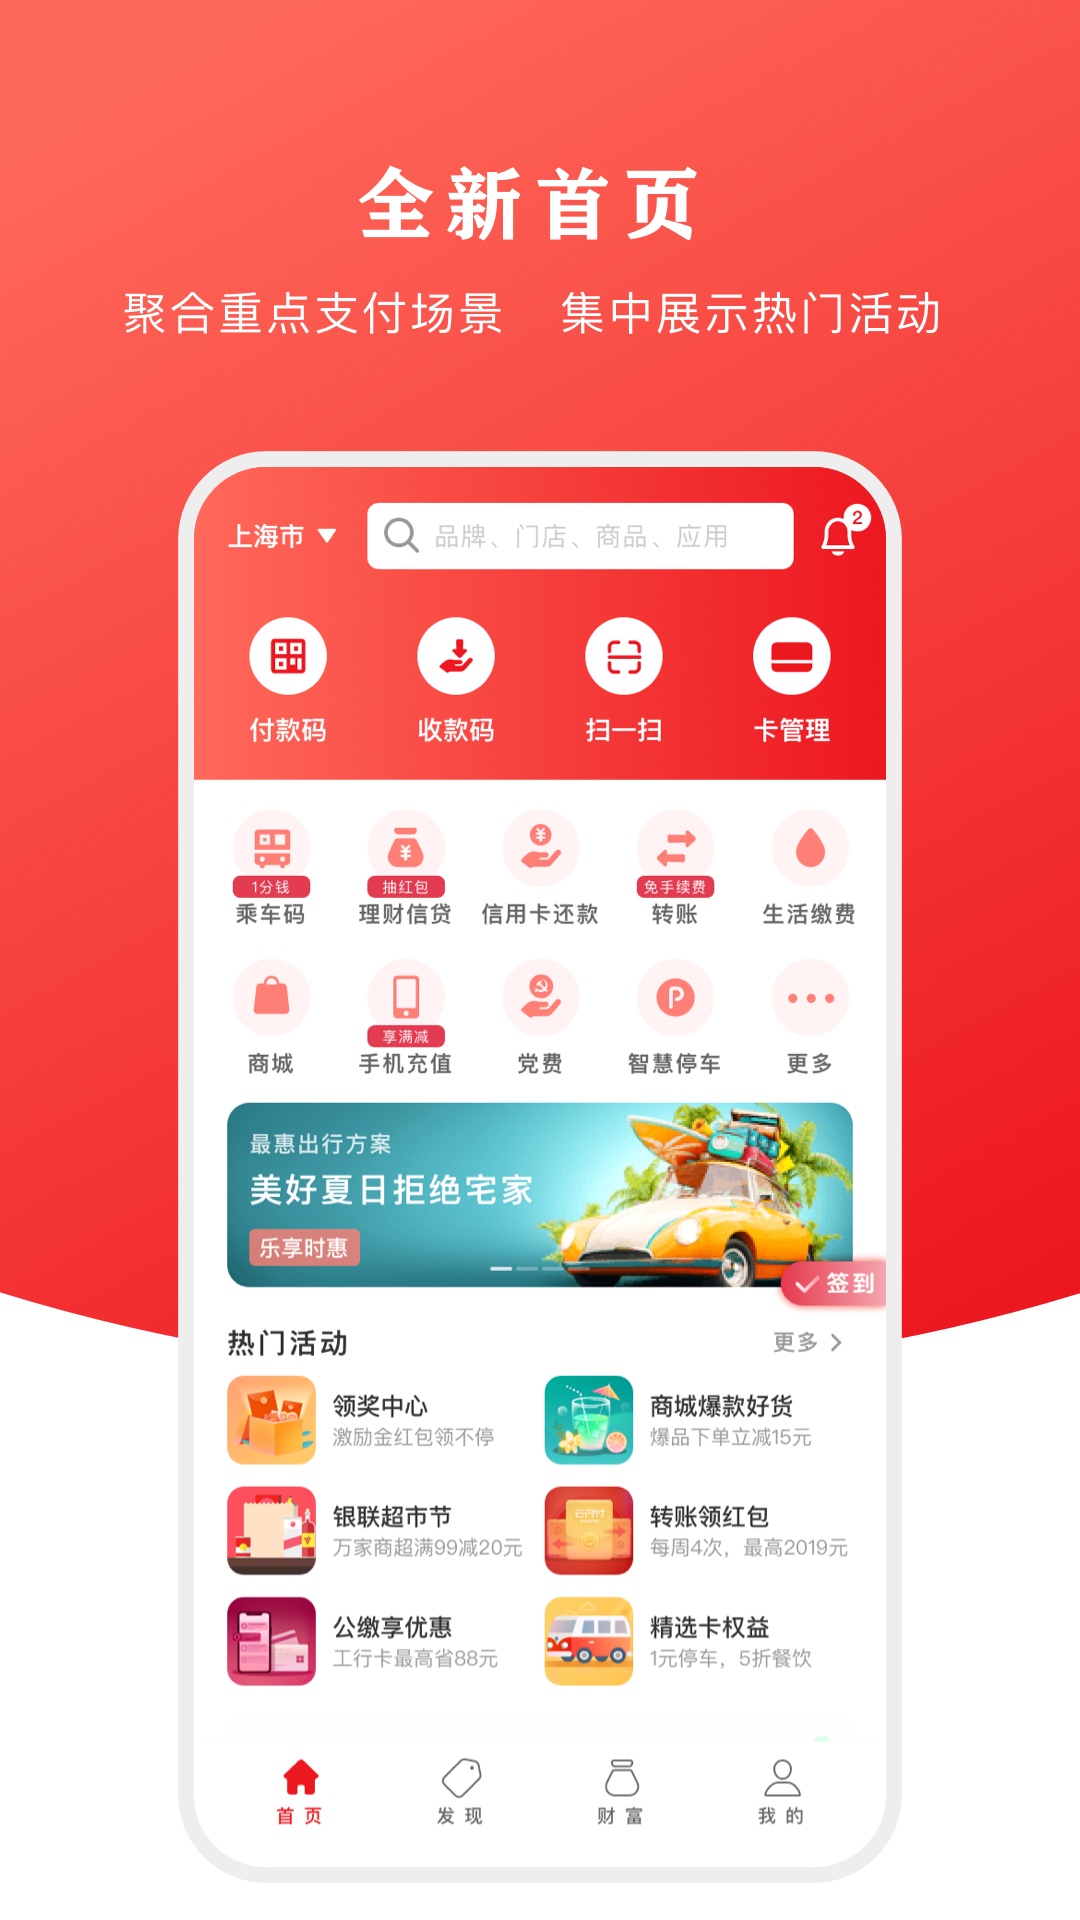 全新首页
聚合重点支付场景 集中展示热门活动
上海市 品牌、门店、商品、应用 2
付款码 收款码 扫一扫 卡管理
1分钱 抽红包 免手续费
乘车码 理财信贷 信用卡还款 转账 生活缴费
享满减
商城 手机充值 党费 智慧停车 更多
最惠出行方案
美好夏日拒绝宅家
乐享时惠
签到
热门活动 更多
领奖中心 商城爆款好货
激励金红包领不停 爆品下单立减15元
云闪付
银联超市节 转账领红包
万家商超满99减20元 每周4次，最高2019元
公缴享优惠 精选卡权益
工行卡最高省88元 1元停车，5折餐饮
首页 发现 财富 我的